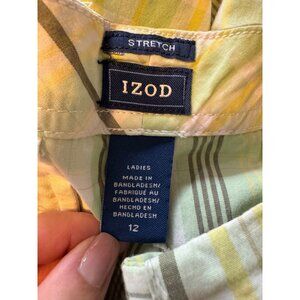 STRETCH
IZOD
LADIES
MADE IN
BANGLADESH/
FABRIQUÉ AU
BANGLADESH/
HECHO EN
BANGLADESH
12